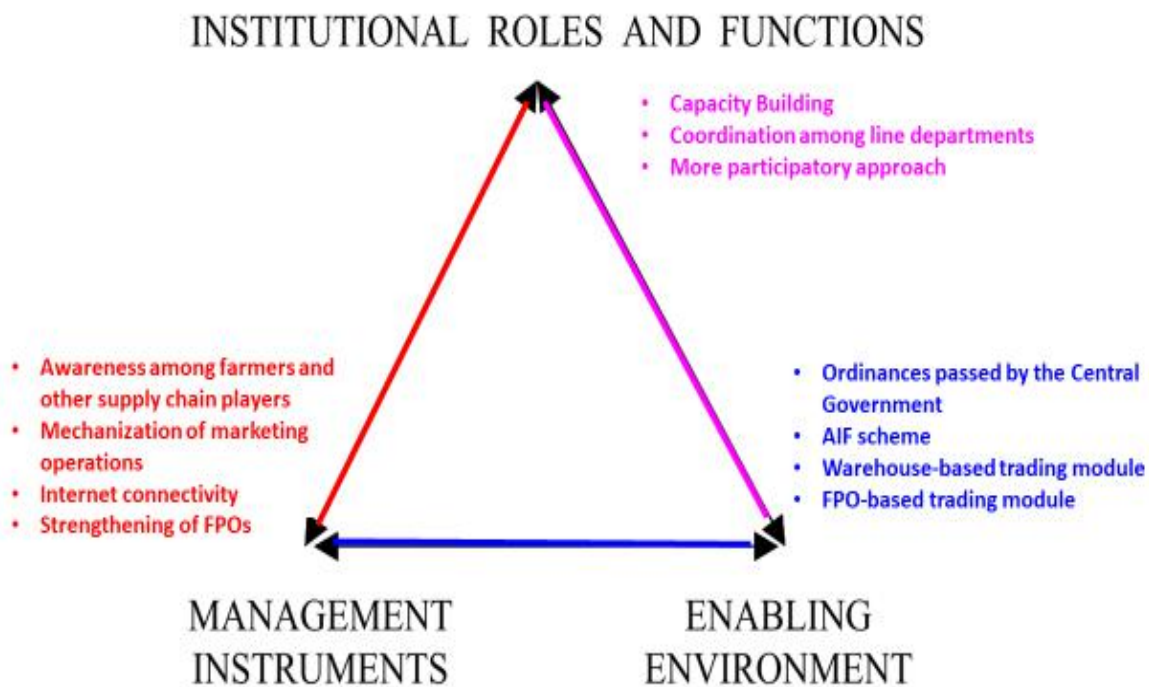 INSTITUTIONAL ROLES AND FUNCTIONS
• Capacity Building
• Coordination among line departments
• More participatory approach
• Awareness among farmers and
other supply chain players
• Mechanization of marketing
operations
• Internet connectivity
• Strengthening of FPOs
• Ordinances passed by the Central
Government
• AIF scheme
• Warehouse-based trading module
• FPO-based trading module
MANAGEMENT
INSTRUMENTS
ENABLING
ENVIRONMENT